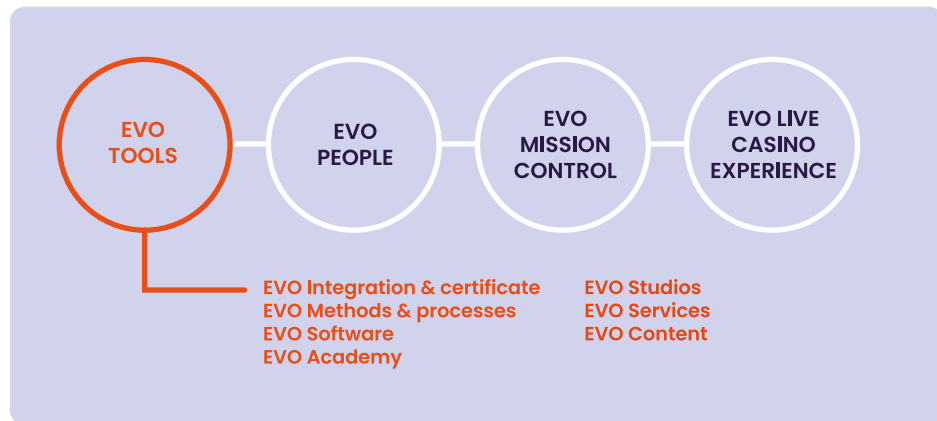 EVO
TOOLS
EVO
PEOPLE
EVO
MISSION
CONTROL
EVO LIVE
CASINO
EXPERIENCE
EVO Integration & certificate
EVO Methods & processes
EVO Software
EVO Academy
EVO Studios
EVO Services
EVO Content